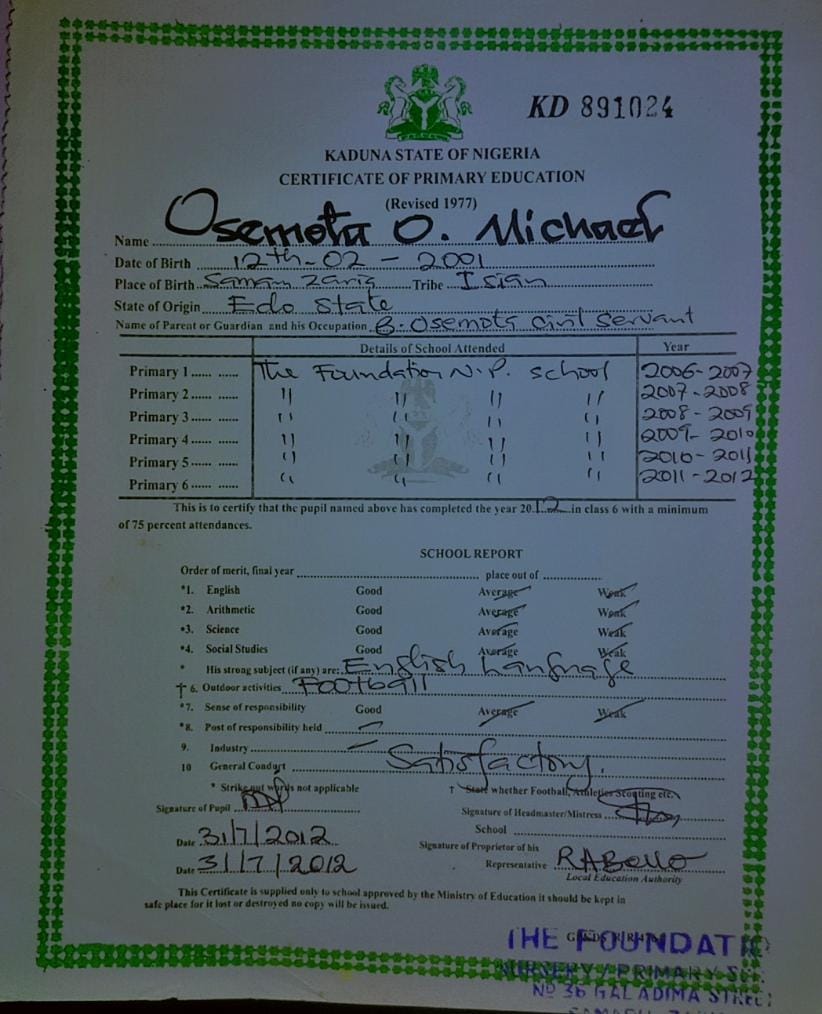 KD 891024
KADUNA STATE OF NIGERIA
CERTIFICATE OF PRIMARY EDUCATION
(Revised 1977)
Name Osemota O. Michael
Date of Birth 12th-02-2001
Place of Birth Samaru Zaria Tribe
State of Origin Edo State
Name of Parent or Guardian and his Occupation B. Osemota Civil Servant
Details of School Attended Year
Primary 1 The Foundation N.P. School 2006-2007
Primary 2 " " " " 2007-2008
Primary 3 " " " " 2008-2009
Primary 4 " " " " 2009-2010
Primary 5 " " " " 2010-2011
Primary 6 " " " " 2011-2012
This is to certify that the pupil named above has completed the year 2012 in class 6 with a minimum
of 75 percent attendances.
SCHOOL REPORT
Order of merit, final year place out of
*1. English Good Average Weak
*2. Arithmetic Good Average Weak
*3. Science Good Average Weak
*4. Social Studies Good Average Weak
* His strong subject (if any) are: English Language
† 6. Outdoor activities Football
*7. Sense of responsibility Good Average Weak
*8. Post of responsibility held —
9. Industry —
10 General Conduct Satisfactory.
* Strike out words not applicable † State whether Football, Athletics Scouting etc.
Signature of Pupil Signature of Headmaster/Mistress
School
Date 31/7/2012 Signature of Proprietor of his
Date 31/7/2012 Representative RABello
Local Education Authority
This Certificate is supplied only to school approved by the Ministry of Education it should be kept in
safe place for it lost or destroyed no copy will be issued.
THE FOUNDATIO
NURSERY / PRIMARY SC
Nº 36 GALADIMA STREE